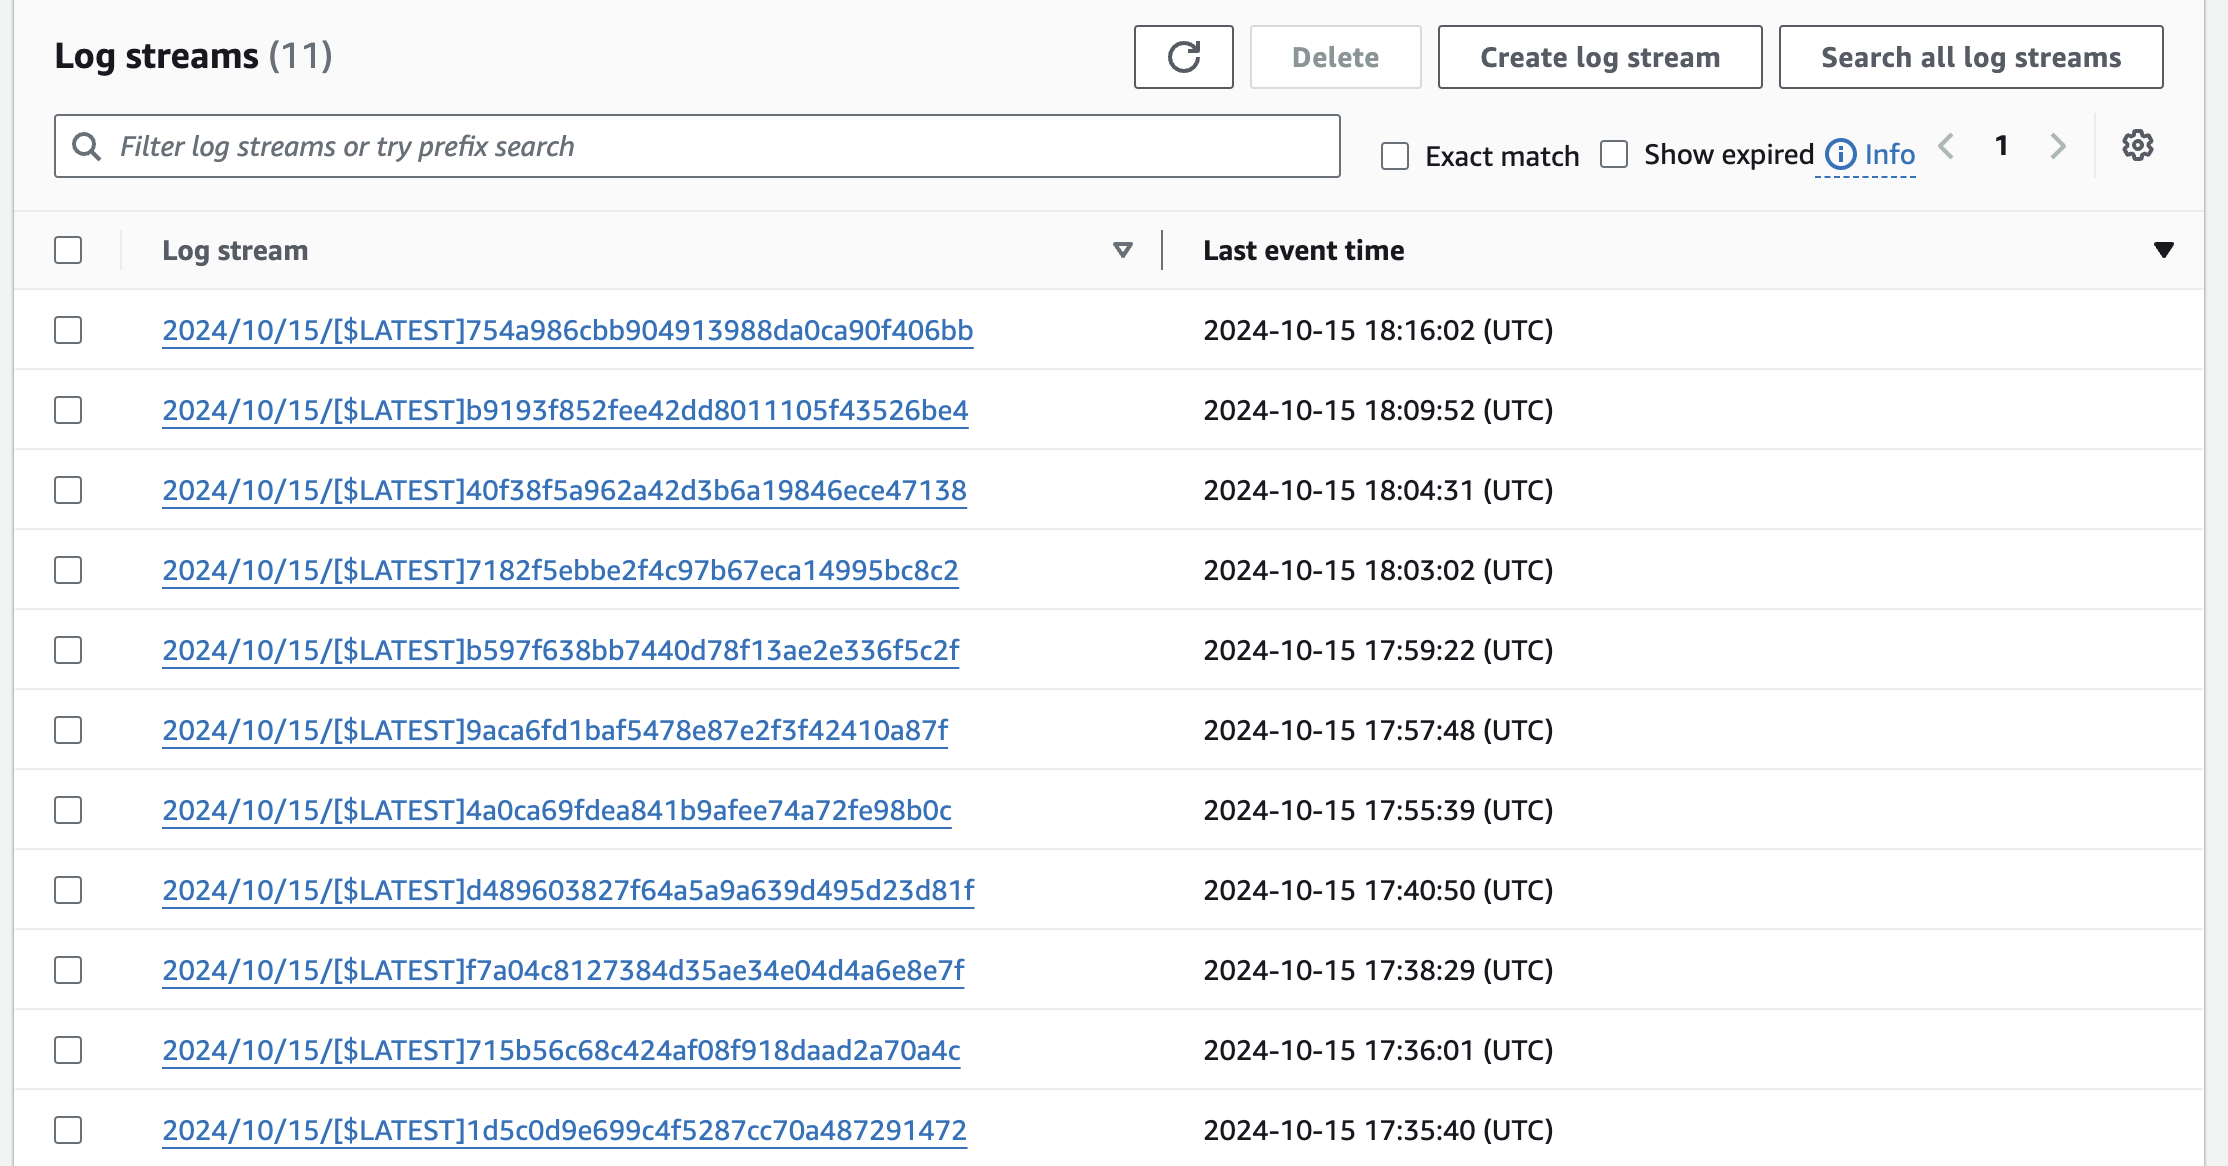 Log streams (11)
Delete
Create log stream
Search all log streams
Filter log streams or try prefix search
Exact match
Show expired
Info
1
Log stream
Last event time
2024/10/15/[$LATEST]754a986cbb904913988da0ca90f406bb 2024-10-15 18:16:02 (UTC)
2024/10/15/[$LATEST]b9193f852fee42dd8011105f43526be4 2024-10-15 18:09:52 (UTC)
2024/10/15/[$LATEST]40f38f5a962a42d3b6a19846ece47138 2024-10-15 18:04:31 (UTC)
2024/10/15/[$LATEST]7182f5ebbe2f4c97b67eca14995bc8c2 2024-10-15 18:03:02 (UTC)
2024/10/15/[$LATEST]b597f638bb7440d78f13ae2e336f5c2f 2024-10-15 17:59:22 (UTC)
2024/10/15/[$LATEST]9aca6fd1baf5478e87e2f3f42410a87f 2024-10-15 17:57:48 (UTC)
2024/10/15/[$LATEST]4a0ca69fdea841b9afee74a72fe98b0c 2024-10-15 17:55:39 (UTC)
2024/10/15/[$LATEST]d489603827f64a5a9a639d495d23d81f 2024-10-15 17:40:50 (UTC)
2024/10/15/[$LATEST]f7a04c8127384d35ae34e04d4a6e8e7f 2024-10-15 17:38:29 (UTC)
2024/10/15/[$LATEST]715b56c68c424af08f918daad2a70a4c 2024-10-15 17:36:01 (UTC)
2024/10/15/[$LATEST]1d5c0d9e699c4f5287cc70a487291472 2024-10-15 17:35:40 (UTC)